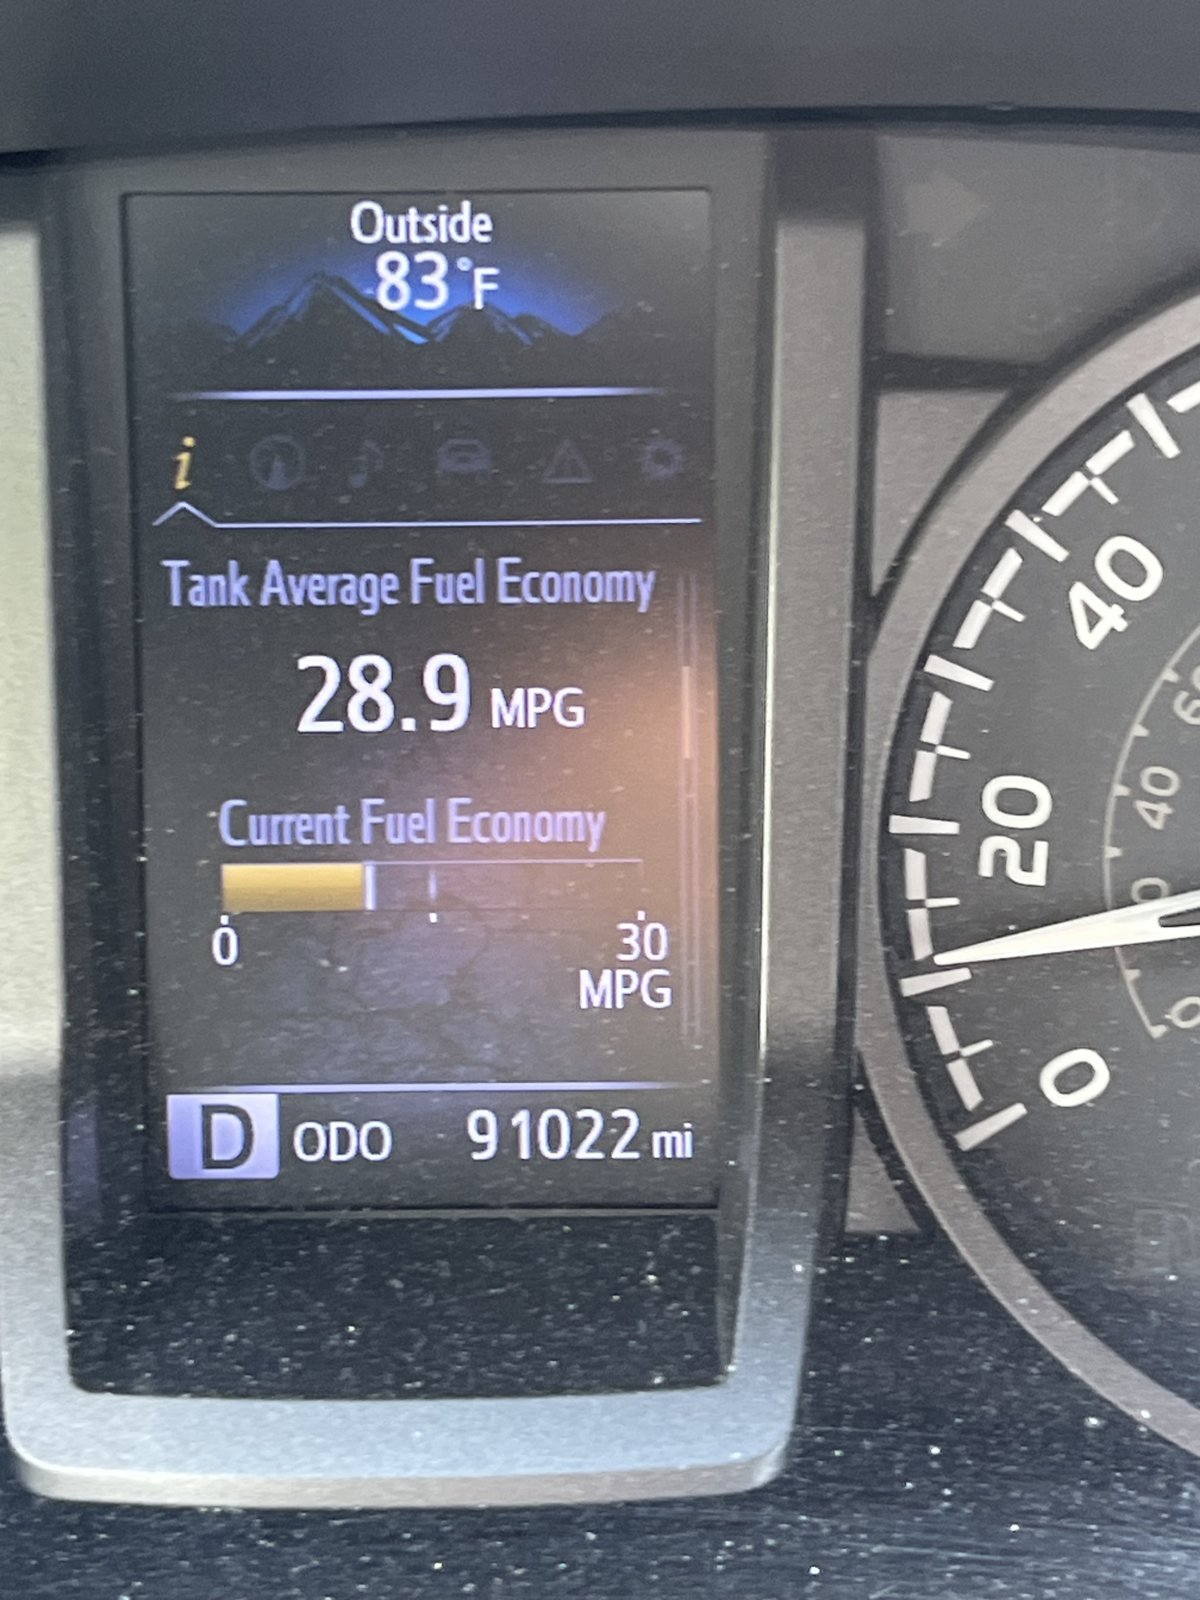 Outside
83°F
i
Tank Average Fuel Economy
28.9 MPG
Current Fuel Economy
0 30
MPG
D ODO 91022 mi
40
20
0
40
0